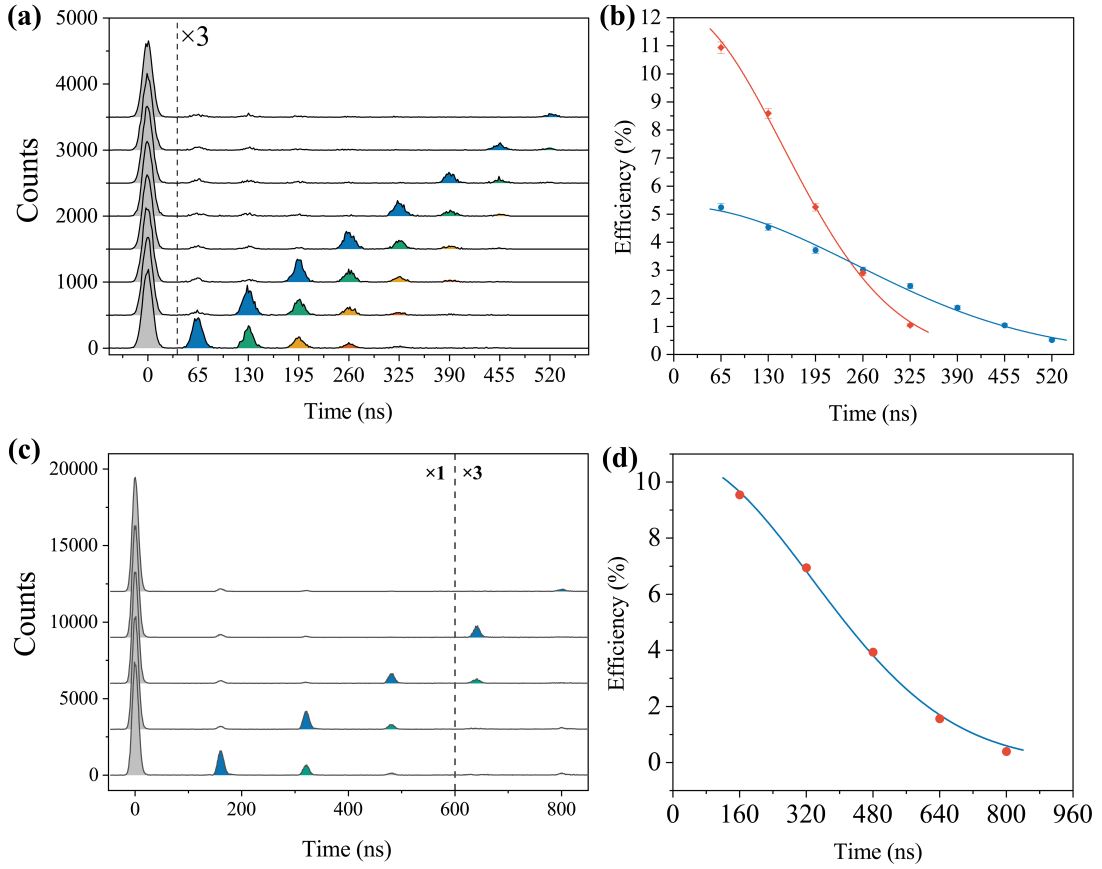 (a)
×3
Counts
5000
4000
3000
2000
1000
0
0 65 130 195 260 325 390 455 520
Time (ns)
(b)
Efficiency (%)
12
11
10
9
8
7
6
5
4
3
2
1
0
0 65 130 195 260 325 390 455 520
Time (ns)
(c)
×1 ×3
Counts
20000
15000
10000
5000
0
0 200 400 600 800
Time (ns)
(d)
Efficiency (%)
10
8
6
4
2
0
0 160 320 480 640 800 960
Time (ns)